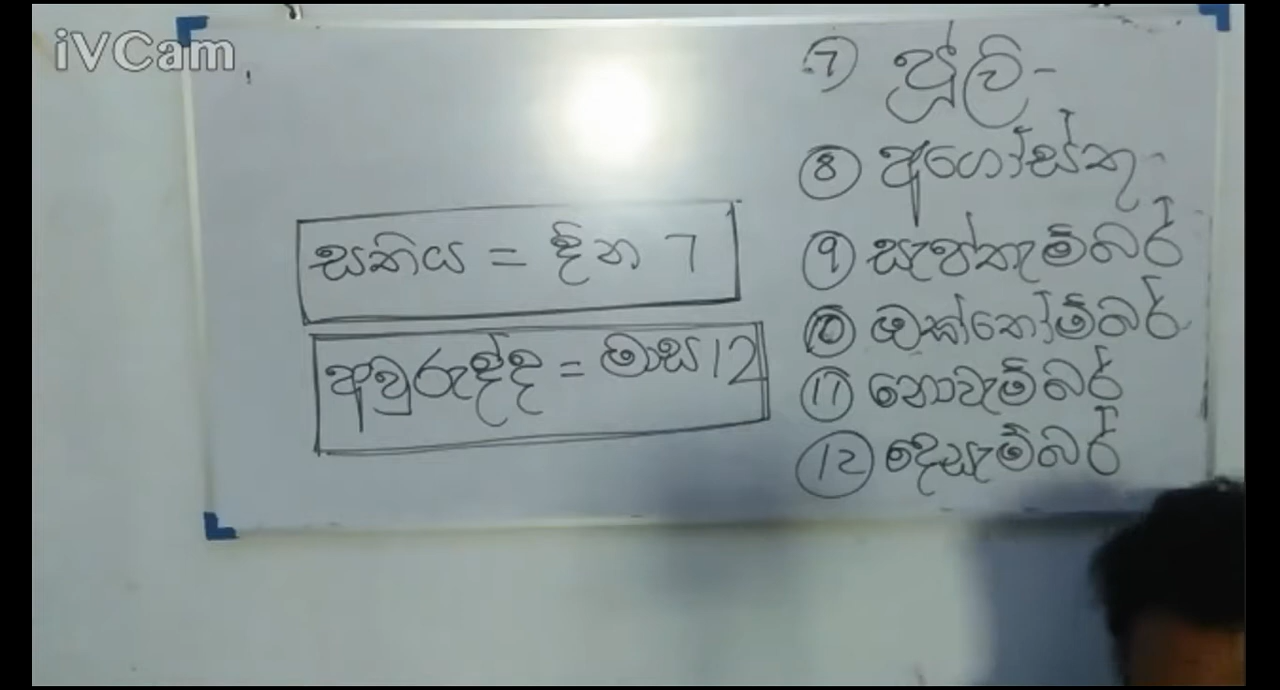 iVCam
සතිය = දින 7
අවුරුද්ද = මාස 12
7 ජූලි -
8 අගෝස්තු -
9 සැප්තැම්බර්
10 ඔක්තෝම්බර්
11 නොවැම්බර්
12 දෙසැම්බර්